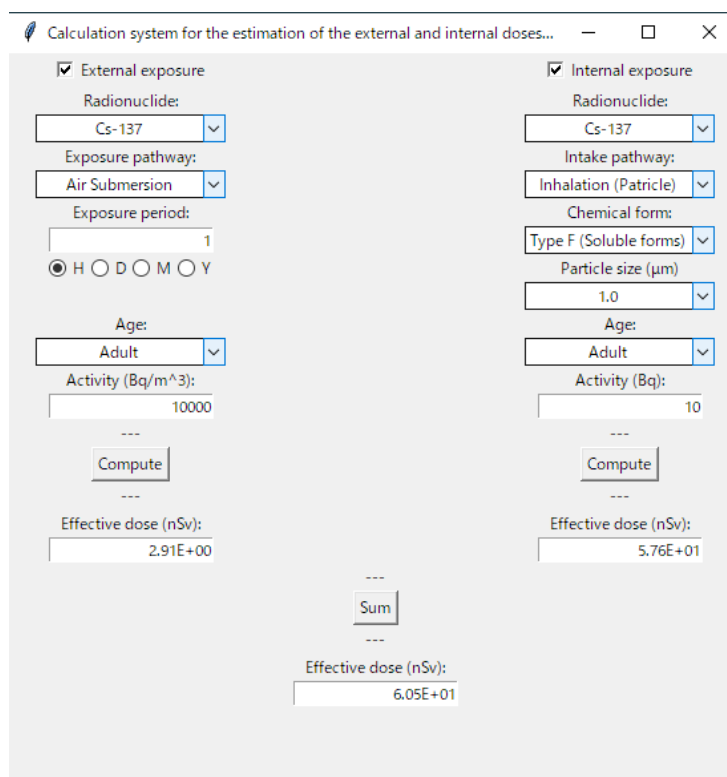 Calculation system for the estimation of the external and internal doses...
External exposure
Radionuclide:
Cs-137
Exposure pathway:
Air Submersion
Exposure period:
1
H D M Y
Age:
Adult
Activity (Bq/m^3):
10000
---
Compute
---
Effective dose (nSv):
2.91E+00
Internal exposure
Radionuclide:
Cs-137
Intake pathway:
Inhalation (Patricle)
Chemical form:
Type F (Soluble forms)
Particle size (μm)
1.0
Age:
Adult
Activity (Bq):
10
---
Compute
---
Effective dose (nSv):
5.76E+01
---
Sum
---
Effective dose (nSv):
6.05E+01